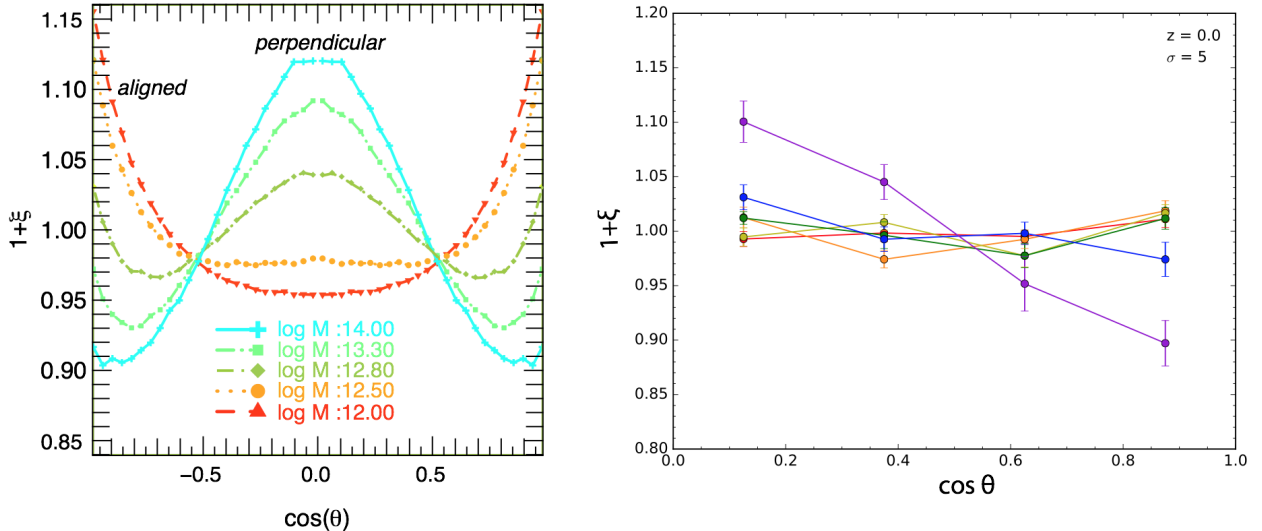 1.15
1.10
1.05
1.00
0.95
0.90
0.85
1+ξ
perpendicular
aligned
log M :14.00
log M :13.30
log M :12.80
log M :12.50
log M :12.00
−0.5
0.0
0.5
cos(θ)
1.20
1.15
1.10
1.05
1.00
0.95
0.90
0.85
0.80
1+ξ
z = 0.0
σ = 5
0.0
0.2
0.4
0.6
0.8
1.0
cos θ